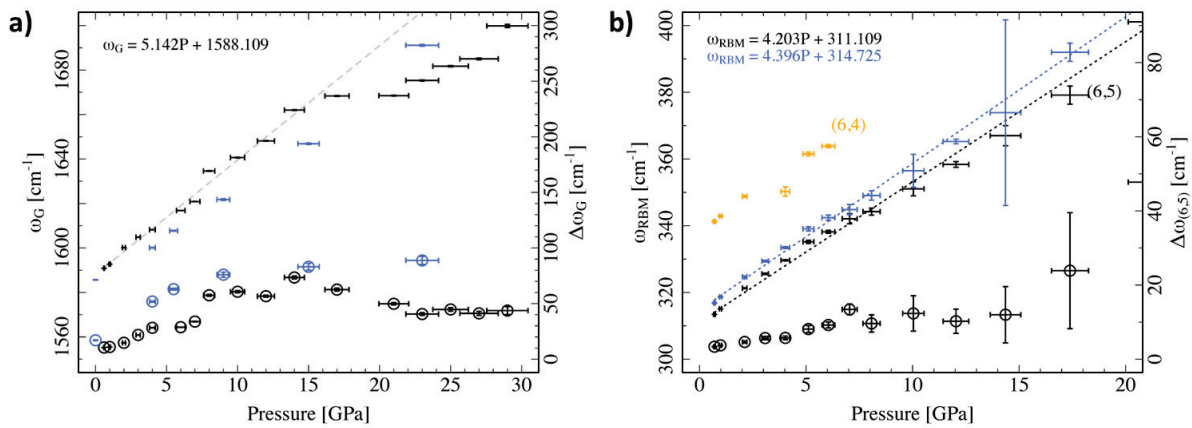 a)
ω_G = 5.142P + 1588.109
ω_G [cm⁻¹]
1560
1600
1640
1680
Δω_G [cm⁻¹]
0
50
100
150
200
250
300
0 5 10 15 20 25 30
Pressure [GPa]
b)
ω_RBM = 4.203P + 311.109
ω_RBM = 4.396P + 314.725
(6,4)
(6,5)
ω_RBM [cm⁻¹]
300
320
340
360
380
400
Δω_(6,5) [cm⁻¹]
0
20
40
60
80
0 5 10 15 20
Pressure [GPa]